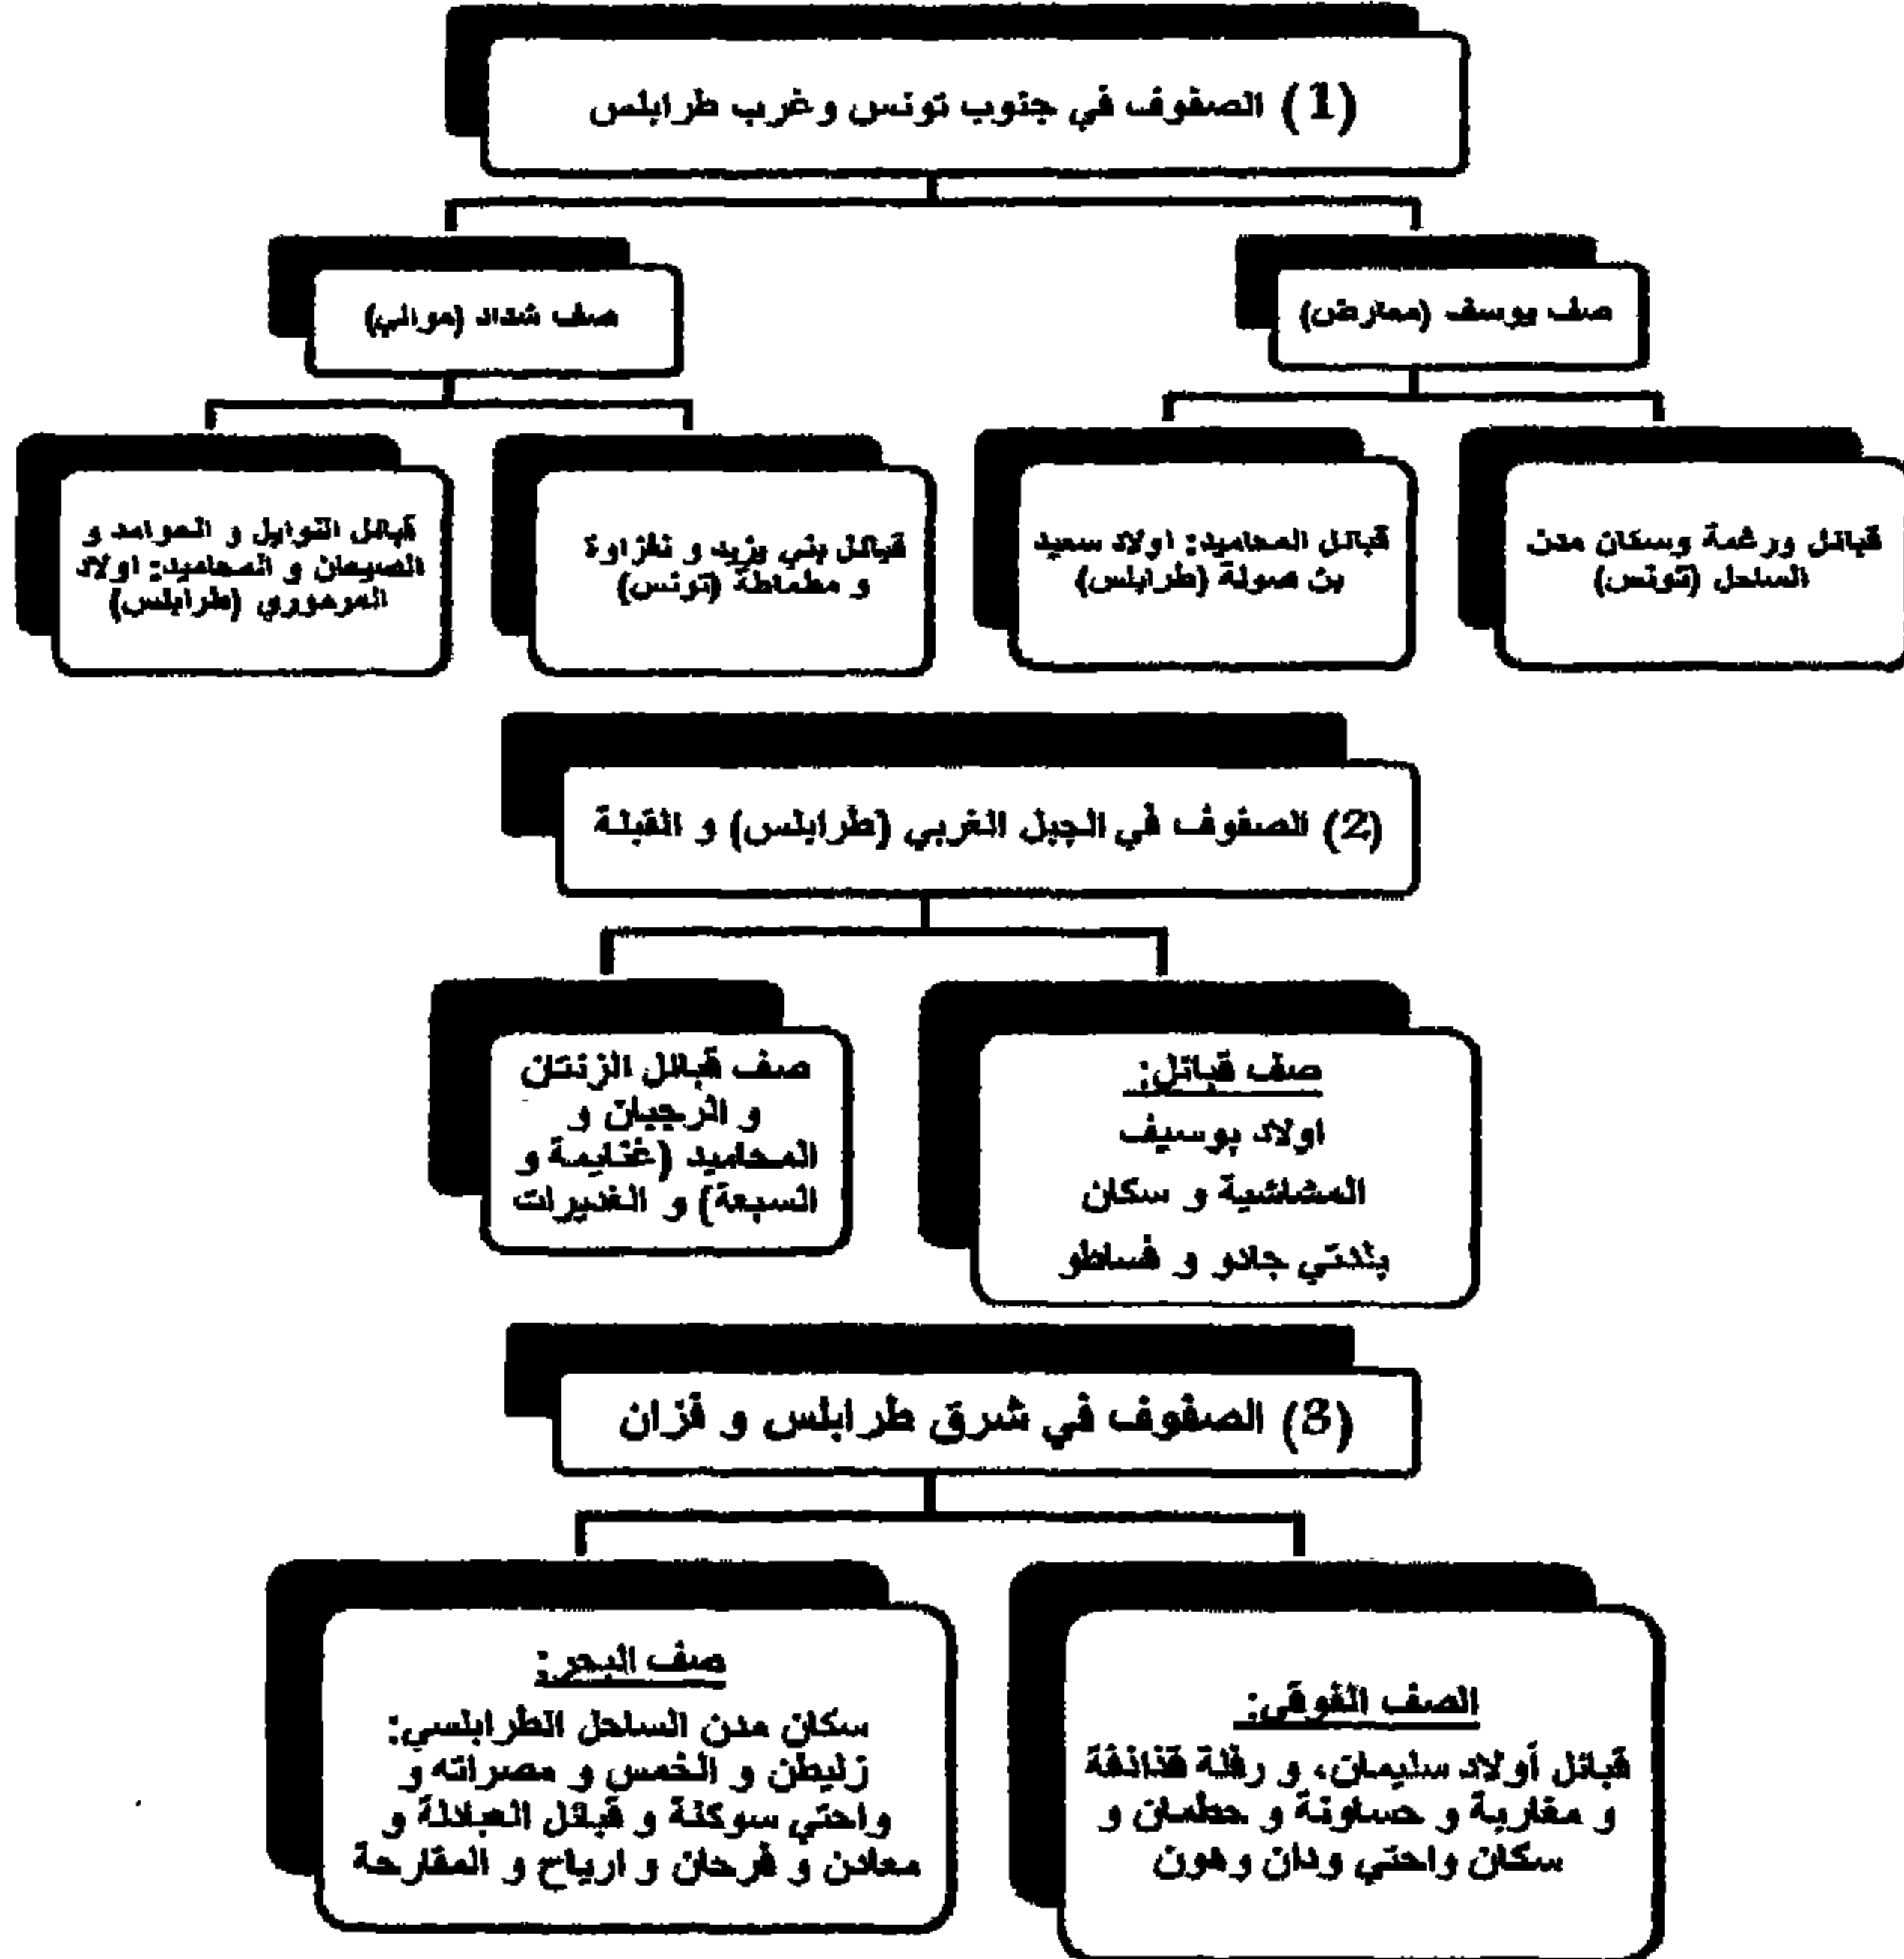 (1) الصفوف في جنوب تونس وغرب طرابلس
صف يوسف (معارض)
صف شداد (موالي)
قبائل ورغمة وسكان مدن
الساحل (تونس)
قبائل المحاميد: اولاد سعيد
بن صولة (طرابلس)
قبائل بني يزيد و نفزاوة
و مطماطة (تونس)
قبائل النوايل و الصوامد و
الصيعان و المحاميد: اولاد
المرموري (طرابلس)
(2) الصفوف في الجبل الغربي (طرابلس) و القبلة
صف قبائل:
اولاد بوسيف
المشاشية و سكان
بلدتي جادو و فساطو
صف قبائل الزنتان
و الرجبان و
المحاميد (غنيمة و
السبعة) و الغنيرات
(3) الصفوف في شرق طرابلس و فزان
الصف الفوقي:
قبائل أولاد سليمان، و رفلة قذاذفة
و مغاربة و حساونة و حطمان و
سكان واحتي ودان وهون
صف البحر:
سكان مدن الساحل الطرابلسي:
زليطن و الخمس و مصراته و
واحتي سوكنة و قبائل العبادلة و
معادن و فرجان و ارياح و المقارحة